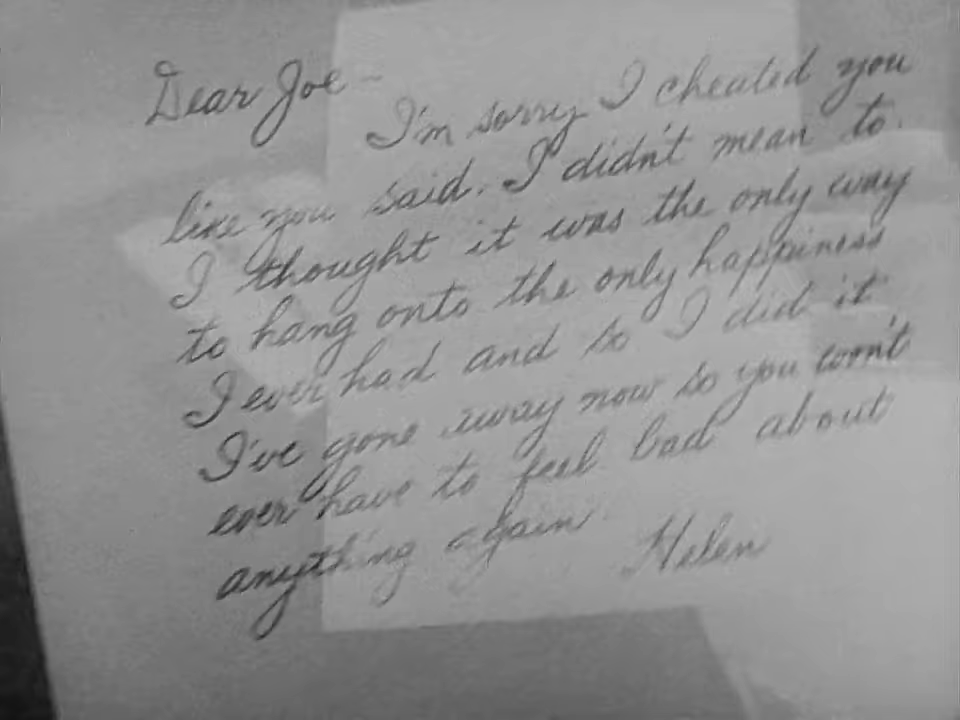 Dear Joe -
I'm sorry I cheated you
like you said. I didn't mean to.
I thought it was the only way
to hang onto the only happiness
I ever had and so I did it
I've gone away now so you won't
ever have to feel bad about
anything again.
Helen